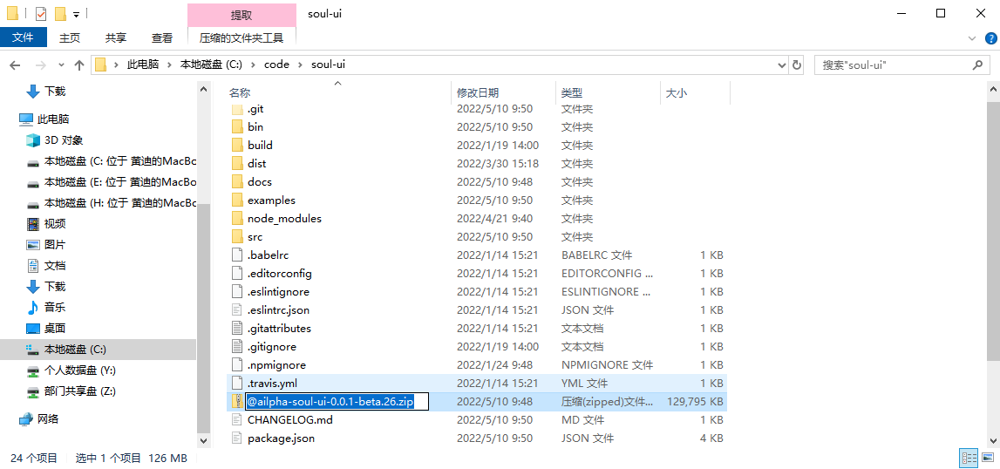 提取
soul-ui
文件
主页
共享
查看
压缩的文件夹工具
此电脑 > 本地磁盘 (C:) > code > soul-ui
搜索"soul-ui"
下载
此电脑
3D 对象
本地磁盘 (C: 位于 黄迪的MacBo
本地磁盘 (E: 位于 黄迪的MacBo
本地磁盘 (H: 位于 黄迪的MacBo
视频
图片
文档
下载
音乐
桌面
本地磁盘 (C:)
个人数据盘 (Y:)
部门共享盘 (Z:)
网络
名称 修改日期 类型 大小
.git 2022/5/10 9:50 文件夹
bin 2022/5/10 9:50 文件夹
build 2022/1/19 14:00 文件夹
dist 2022/3/30 15:18 文件夹
docs 2022/5/10 9:48 文件夹
examples 2022/5/10 9:50 文件夹
node_modules 2022/4/21 9:40 文件夹
src 2022/5/10 9:50 文件夹
.babelrc 2022/1/14 15:21 BABELRC 文件 1 KB
.editorconfig 2022/1/14 15:21 EDITORCONFIG ... 1 KB
.eslintignore 2022/1/14 15:21 ESLINTIGNORE ... 1 KB
.eslintrc.json 2022/1/14 15:21 JSON 文件 2 KB
.gitattributes 2022/1/14 15:21 文本文档 1 KB
.gitignore 2022/1/19 14:00 文本文档 1 KB
.npmignore 2022/1/24 9:48 NPMIGNORE 文件 1 KB
.travis.yml 2022/1/14 15:21 YML 文件 1 KB
@ailpha-soul-ui-0.0.1-beta.26.zip 2022/5/10 9:48 压缩(zipped)文件... 129,795 KB
CHANGELOG.md 2022/5/10 9:50 MD 文件 1 KB
package.json 2022/5/10 9:50 JSON 文件 4 KB
24 个项目 选中 1 个项目 126 MB